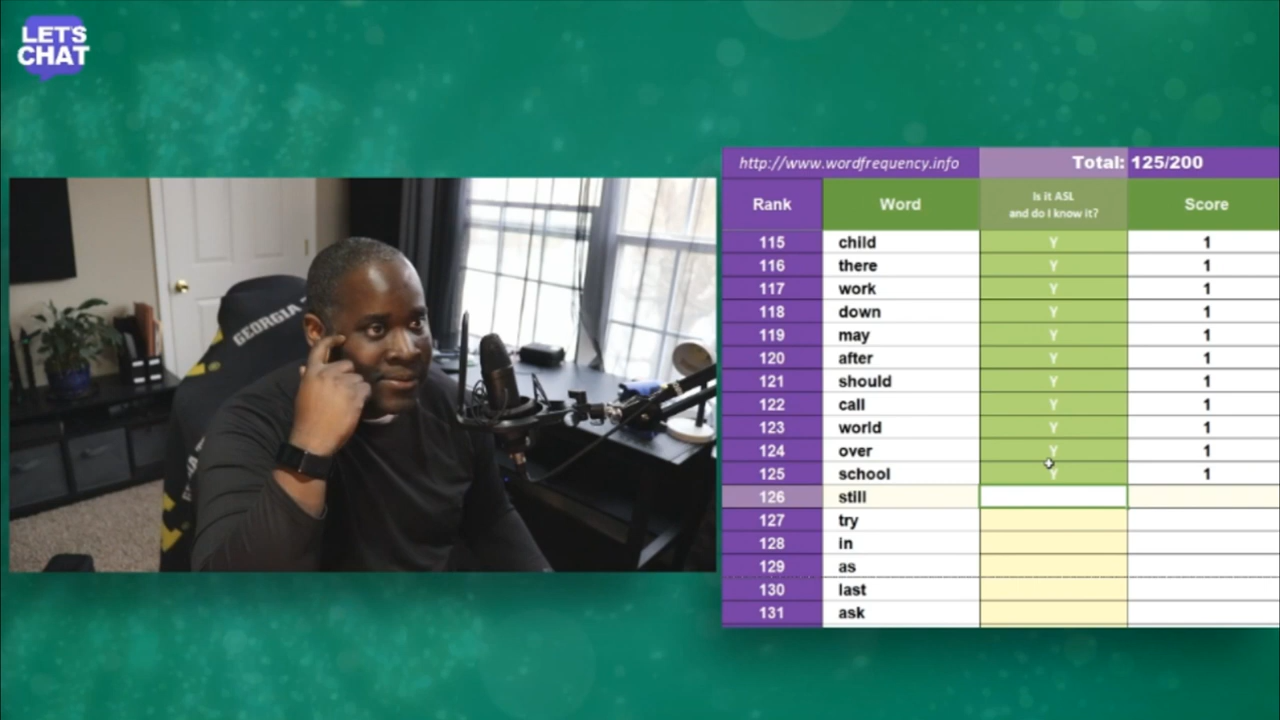 LET'S
CHAT
GEORGIA
http://www.wordfrequency.info Total: 125/200
Rank Word Is it ASL and do I know it? Score
115 child Y 1
116 there Y 1
117 work Y 1
118 down Y 1
119 may Y 1
120 after Y 1
121 should Y 1
122 call Y 1
123 world Y 1
124 over Y 1
125 school Y 1
126 still
127 try
128 in
129 as
130 last
131 ask